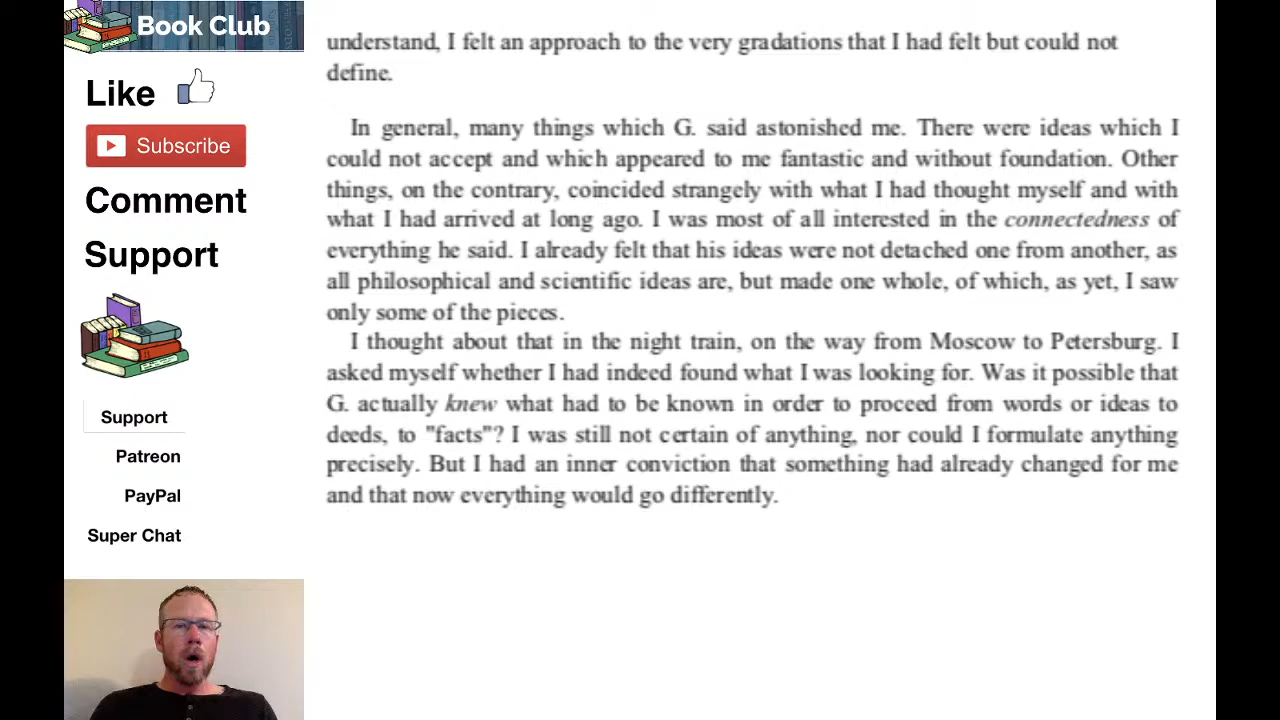 Book Club
Like
Subscribe
Comment
Support
Support
Patreon
PayPal
Super Chat
understand, I felt an approach to the very gradations that I had felt but could not
define.
In general, many things which G. said astonished me. There were ideas which I
could not accept and which appeared to me fantastic and without foundation. Other
things, on the contrary, coincided strangely with what I had thought myself and with
what I had arrived at long ago. I was most of all interested in the connectedness of
everything he said. I already felt that his ideas were not detached one from another, as
all philosophical and scientific ideas are, but made one whole, of which, as yet, I saw
only some of the pieces.
I thought about that in the night train, on the way from Moscow to Petersburg. I
asked myself whether I had indeed found what I was looking for. Was it possible that
G. actually knew what had to be known in order to proceed from words or ideas to
deeds, to "facts"? I was still not certain of anything, nor could I formulate anything
precisely. But I had an inner conviction that something had already changed for me
and that now everything would go differently.